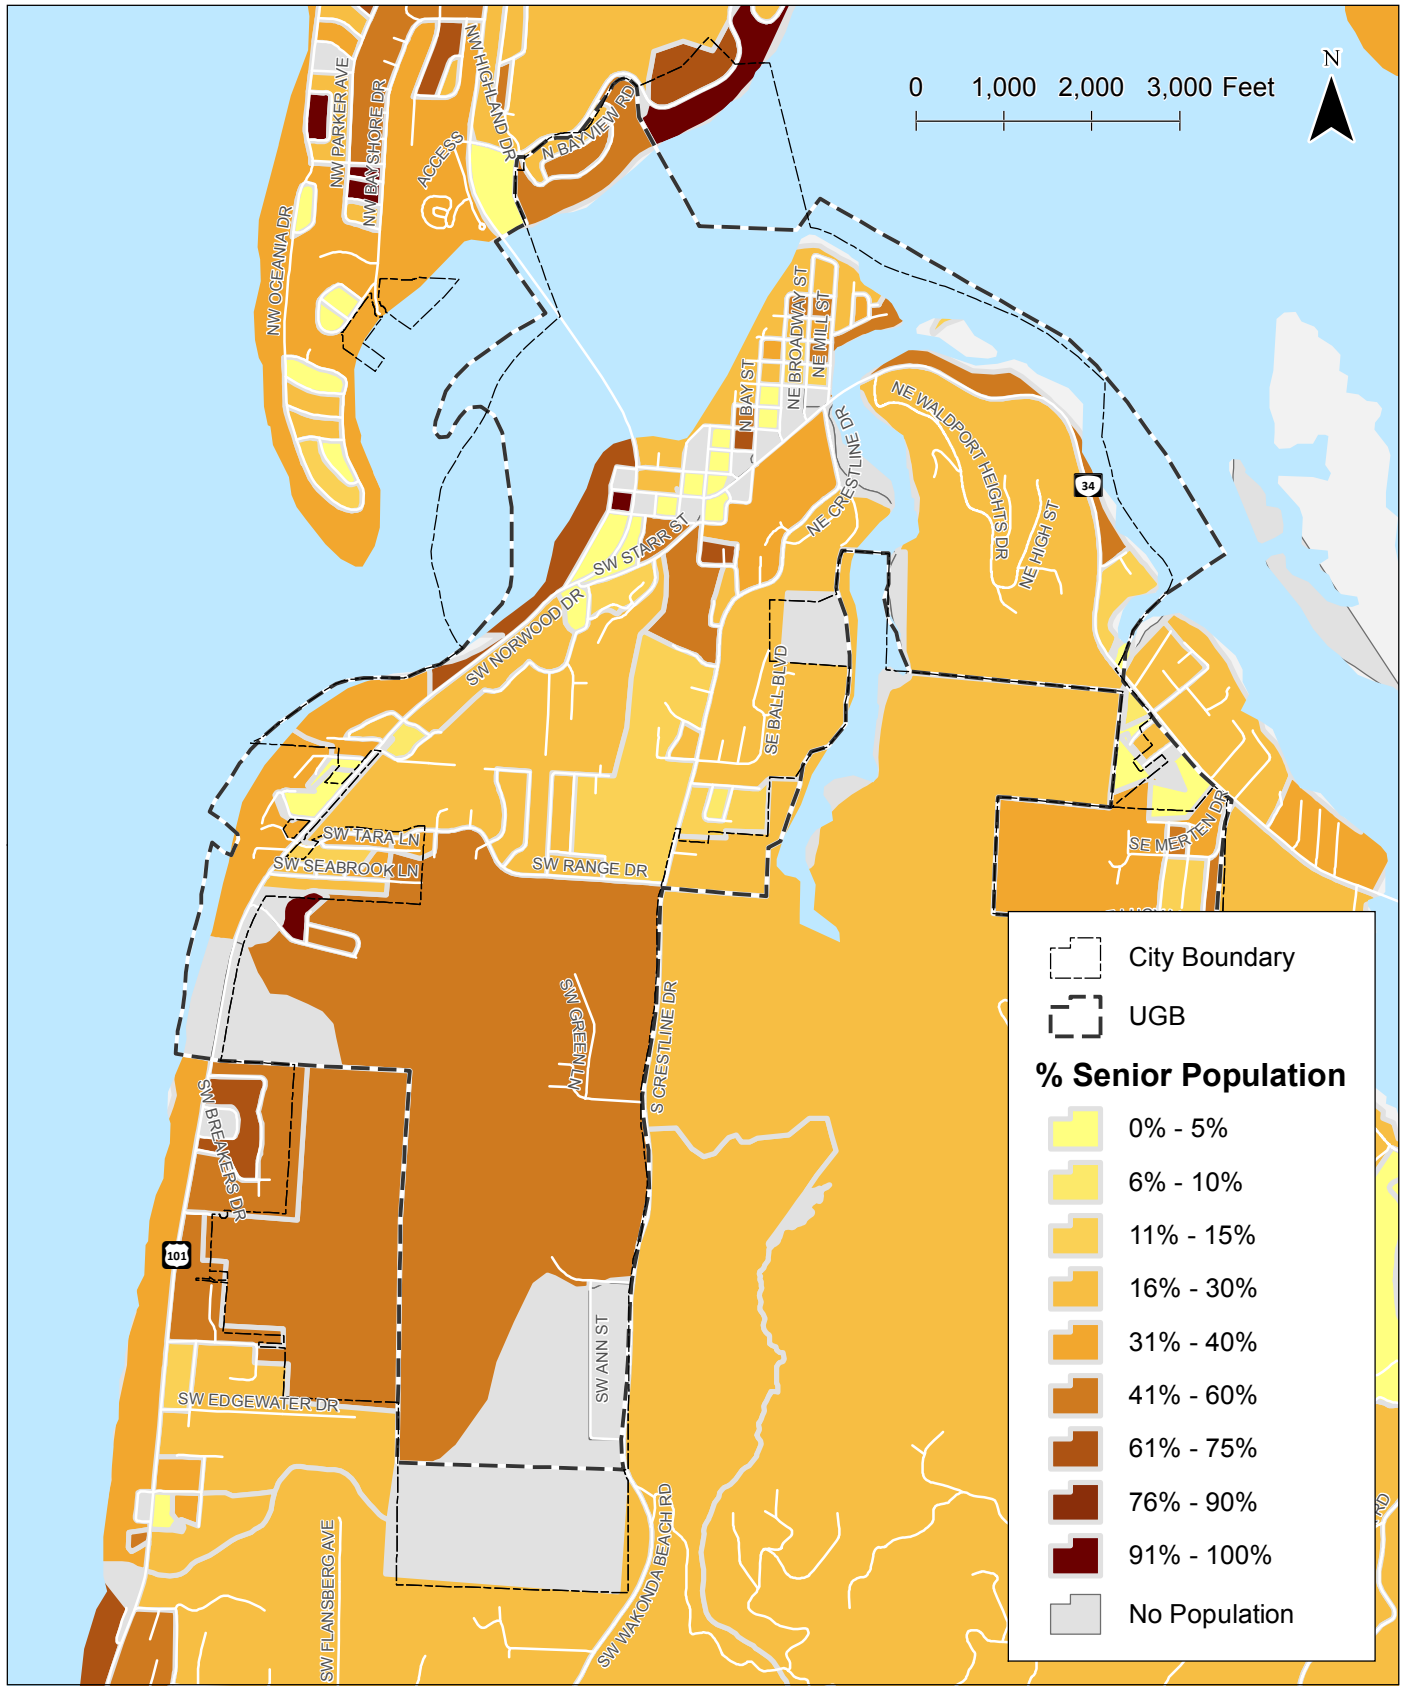 N
0 1,000 2,000 3,000 Feet
NW PARKER AVE
NW BAYSHORE DR
NW HIGHLAND DR
ACCESS
N BAYVIEW RD
NW OCEANIA DR
NE BROADWAY ST
NE MILL ST
N BAY ST
NE CRESTLINE DR
NE WALDPORT HEIGHTS DR
NE HIGH ST
34
SW STARR ST
SW NORWOOD DR
SE BALL BLVD
SW TARA LN
SW SEABROOK LN
SW RANGE DR
SE MERTEN DR
SW GREEN LN
S CRESTLINE DR
SW BREAKERS DR
101
SW ANN ST
SW EDGEWATER DR
SW FLANSBERG AVE
SW WAKONDA BEACH RD
RD
City Boundary
UGB
% Senior Population
0% - 5%
6% - 10%
11% - 15%
16% - 30%
31% - 40%
41% - 60%
61% - 75%
76% - 90%
91% - 100%
No Population